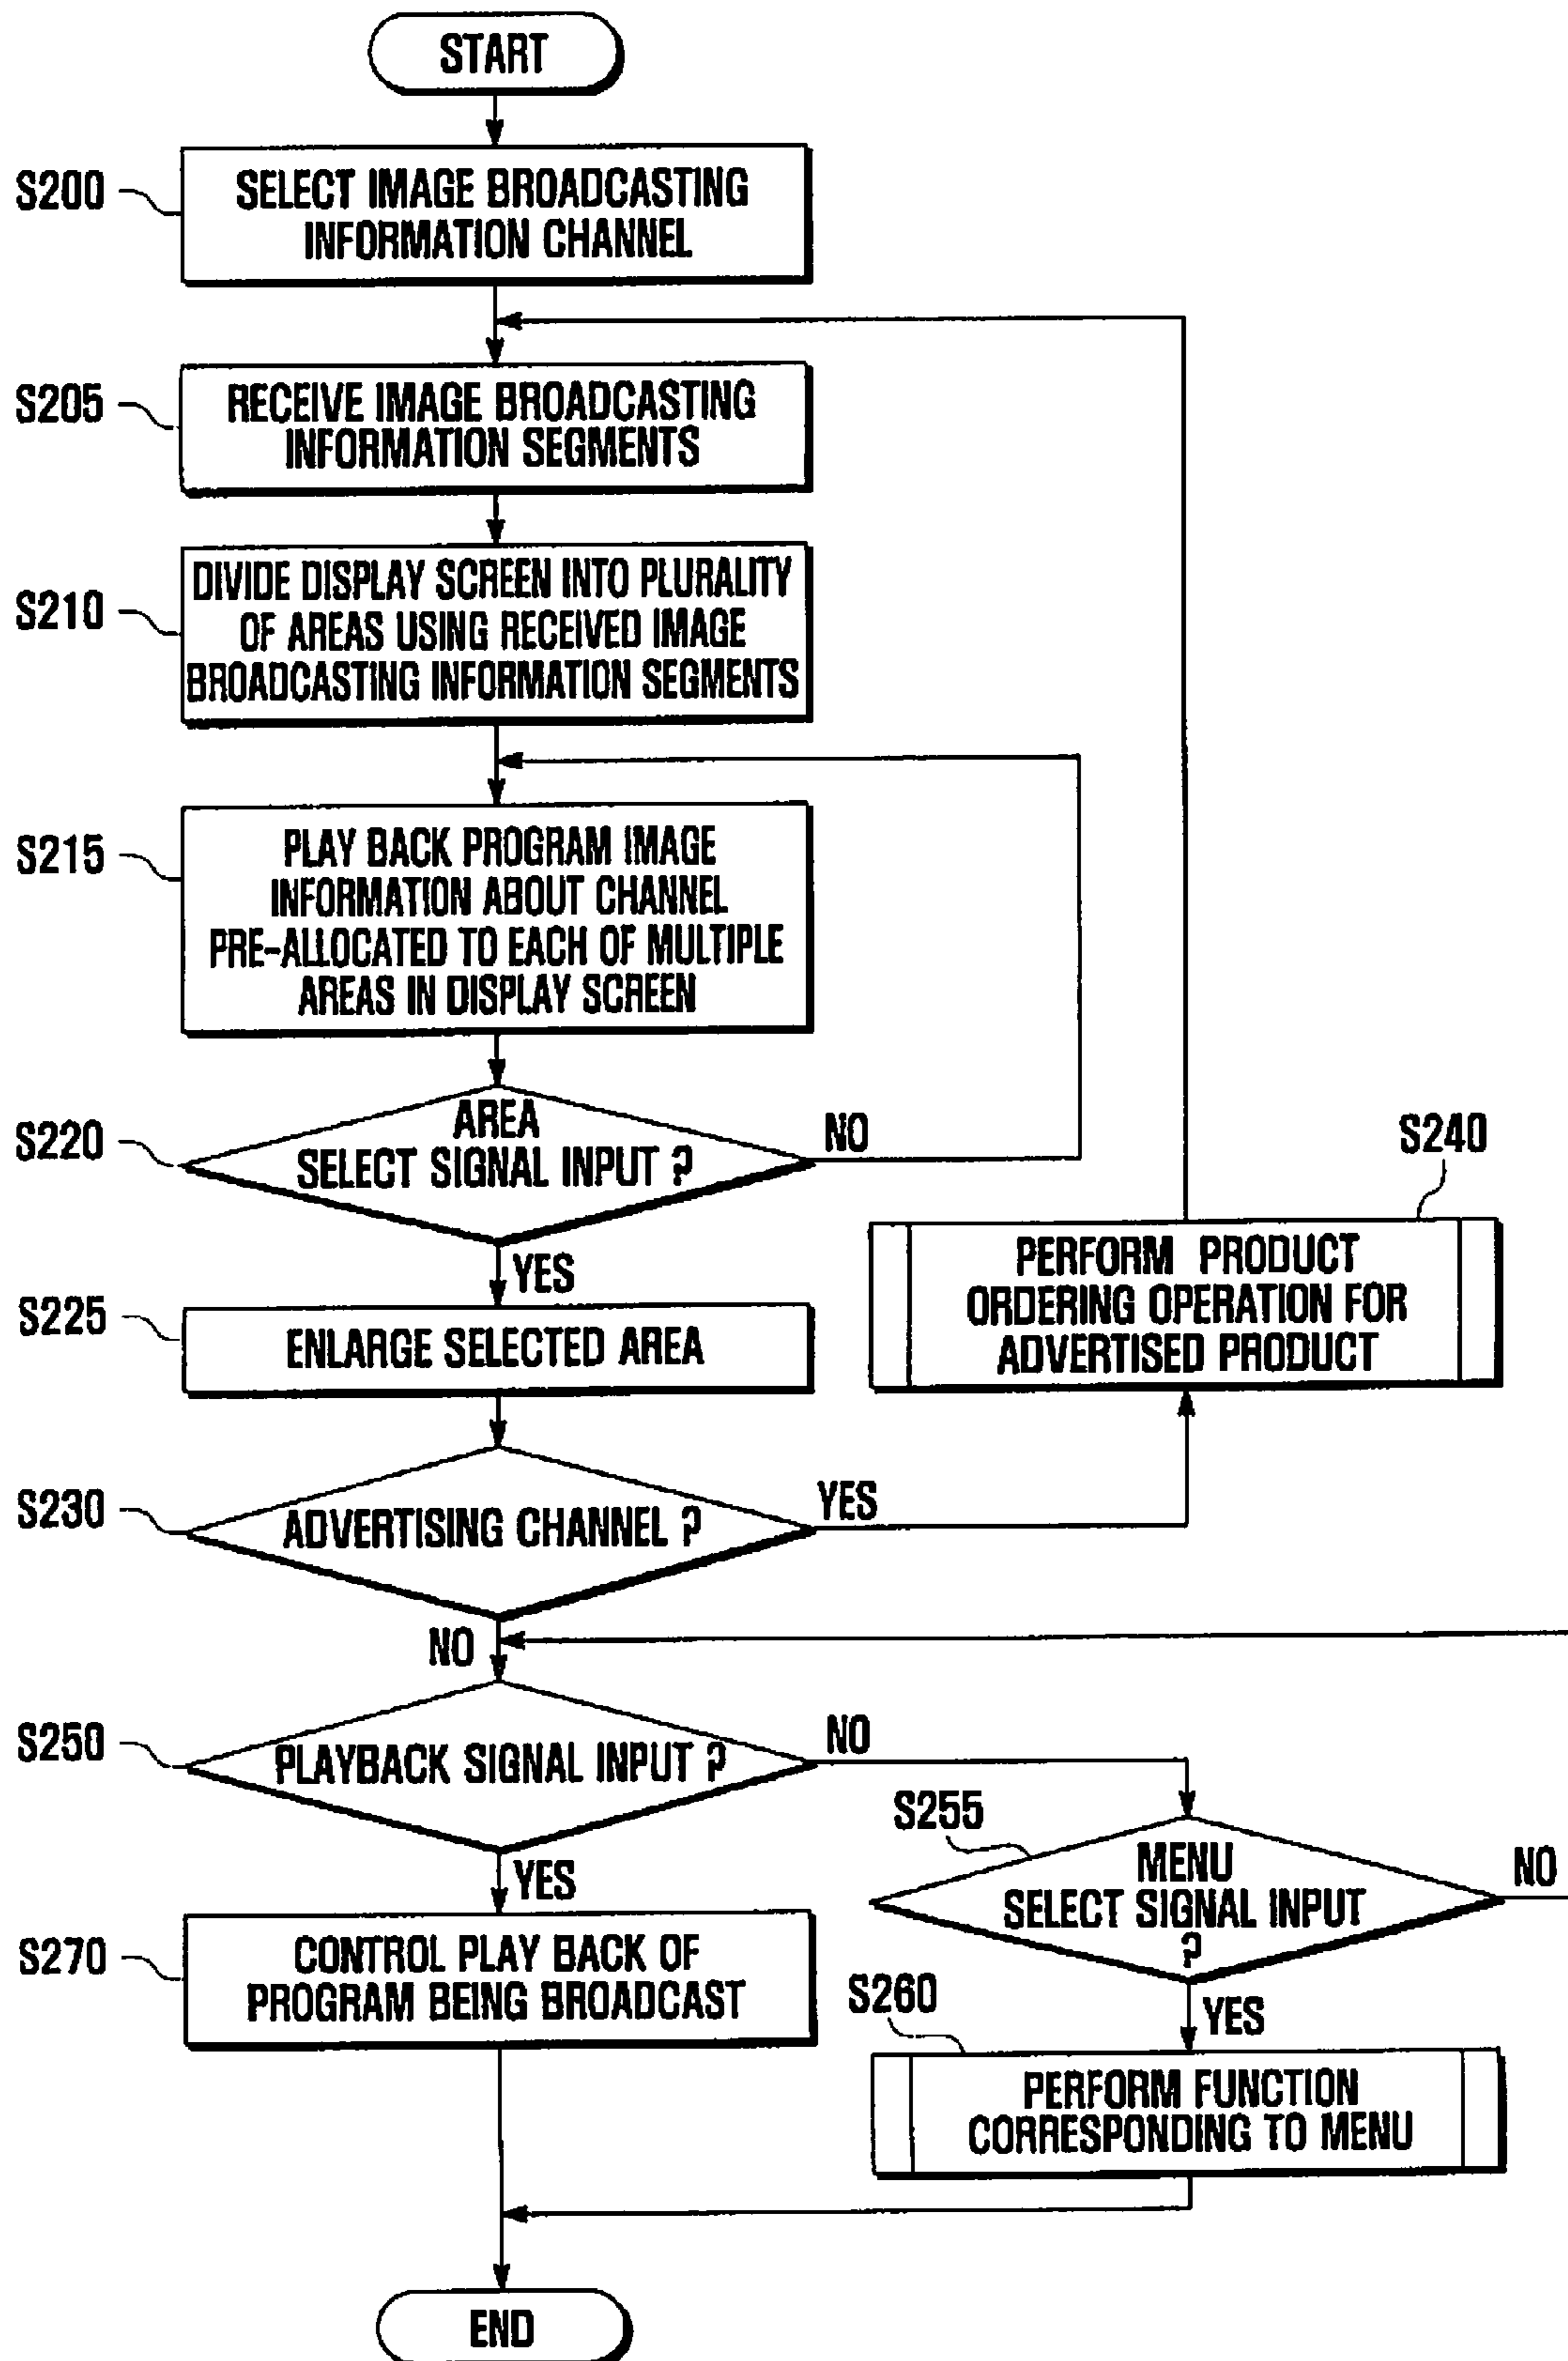 START
S200
SELECT IMAGE BROADCASTING
INFORMATION CHANNEL
S205
RECEIVE IMAGE BROADCASTING
INFORMATION SEGMENTS
S210
DIVIDE DISPLAY SCREEN INTO PLURALITY
OF AREAS USING RECEIVED IMAGE
BROADCASTING INFORMATION SEGMENTS
S215
PLAY BACK PROGRAM IMAGE
INFORMATION ABOUT CHANNEL
PRE-ALLOCATED TO EACH OF MULTIPLE
AREAS IN DISPLAY SCREEN
S220
AREA
SELECT SIGNAL INPUT ?
NO
YES
S240
PERFORM PRODUCT
ORDERING OPERATION FOR
ADVERTISED PRODUCT
S225
ENLARGE SELECTED AREA
S230
ADVERTISING CHANNEL ?
YES
NO
S250
PLAYBACK SIGNAL INPUT ?
NO
YES
S255
MENU
SELECT SIGNAL INPUT
?
NO
YES
S270
CONTROL PLAY BACK OF
PROGRAM BEING BROADCAST
S260
PERFORM FUNCTION
CORRESPONDING TO MENU
END